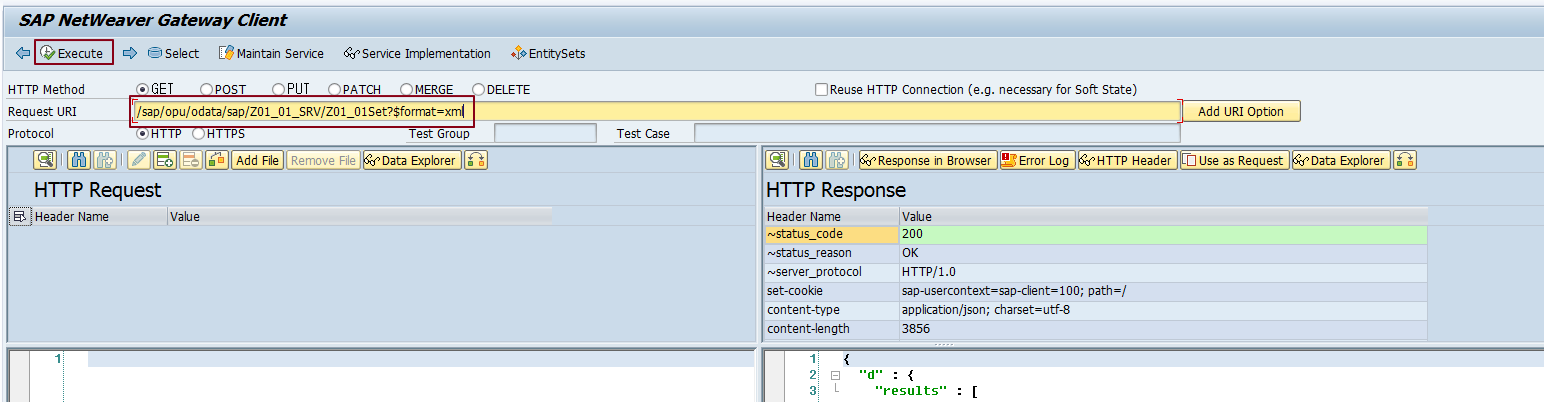 SAP NetWeaver Gateway Client
Execute Select Maintain Service Service Implementation EntitySets
HTTP Method GET POST PUT PATCH MERGE DELETE Reuse HTTP Connection (e.g. necessary for Soft State)
Request URI /sap/opu/odata/sap/Z01_01_SRV/Z01_01Set?$format=xml Add URI Option
Protocol HTTP HTTPS Test Group Test Case
Add File Remove File Data Explorer
HTTP Request
Header Name Value
1
Response in Browser Error Log HTTP Header Use as Request Data Explorer
HTTP Response
Header Name Value
~status_code 200
~status_reason OK
~server_protocol HTTP/1.0
set-cookie sap-usercontext=sap-client=100; path=/
content-type application/json; charset=utf-8
content-length 3856
1 {
2 "d" : {
3 "results" : [